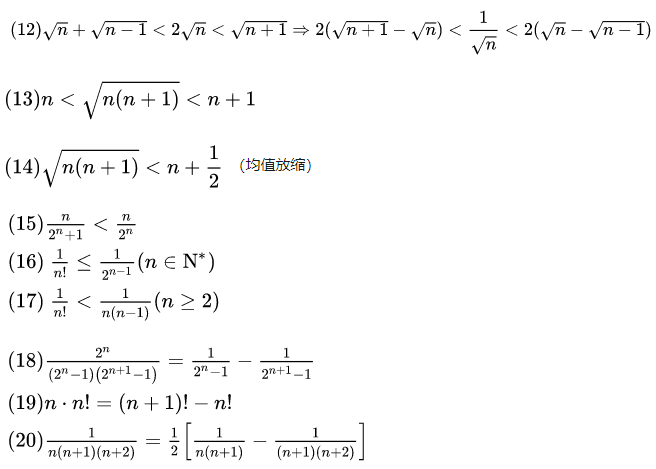 (12)√n + √(n − 1) < 2√n < √(n + 1) ⇒ 2(√(n + 1) − √n) < 1/√n < 2(√n − √(n − 1))
(13)n < √(n(n + 1)) < n + 1
(14)√(n(n + 1)) < n + 1/2 (均值放缩)
(15) n/(2^n+1) < n/2^n
(16) 1/n! ≤ 1/2^(n−1) (n ∈ N*)
(17) 1/n! < 1/(n(n−1)) (n ≥ 2)
(18) 2^n/((2^n−1)(2^(n+1)−1)) = 1/(2^n−1) − 1/(2^(n+1)−1)
(19)n · n! = (n + 1)! − n!
(20) 1/(n(n+1)(n+2)) = 1/2[1/(n(n+1)) − 1/((n+1)(n+2))]